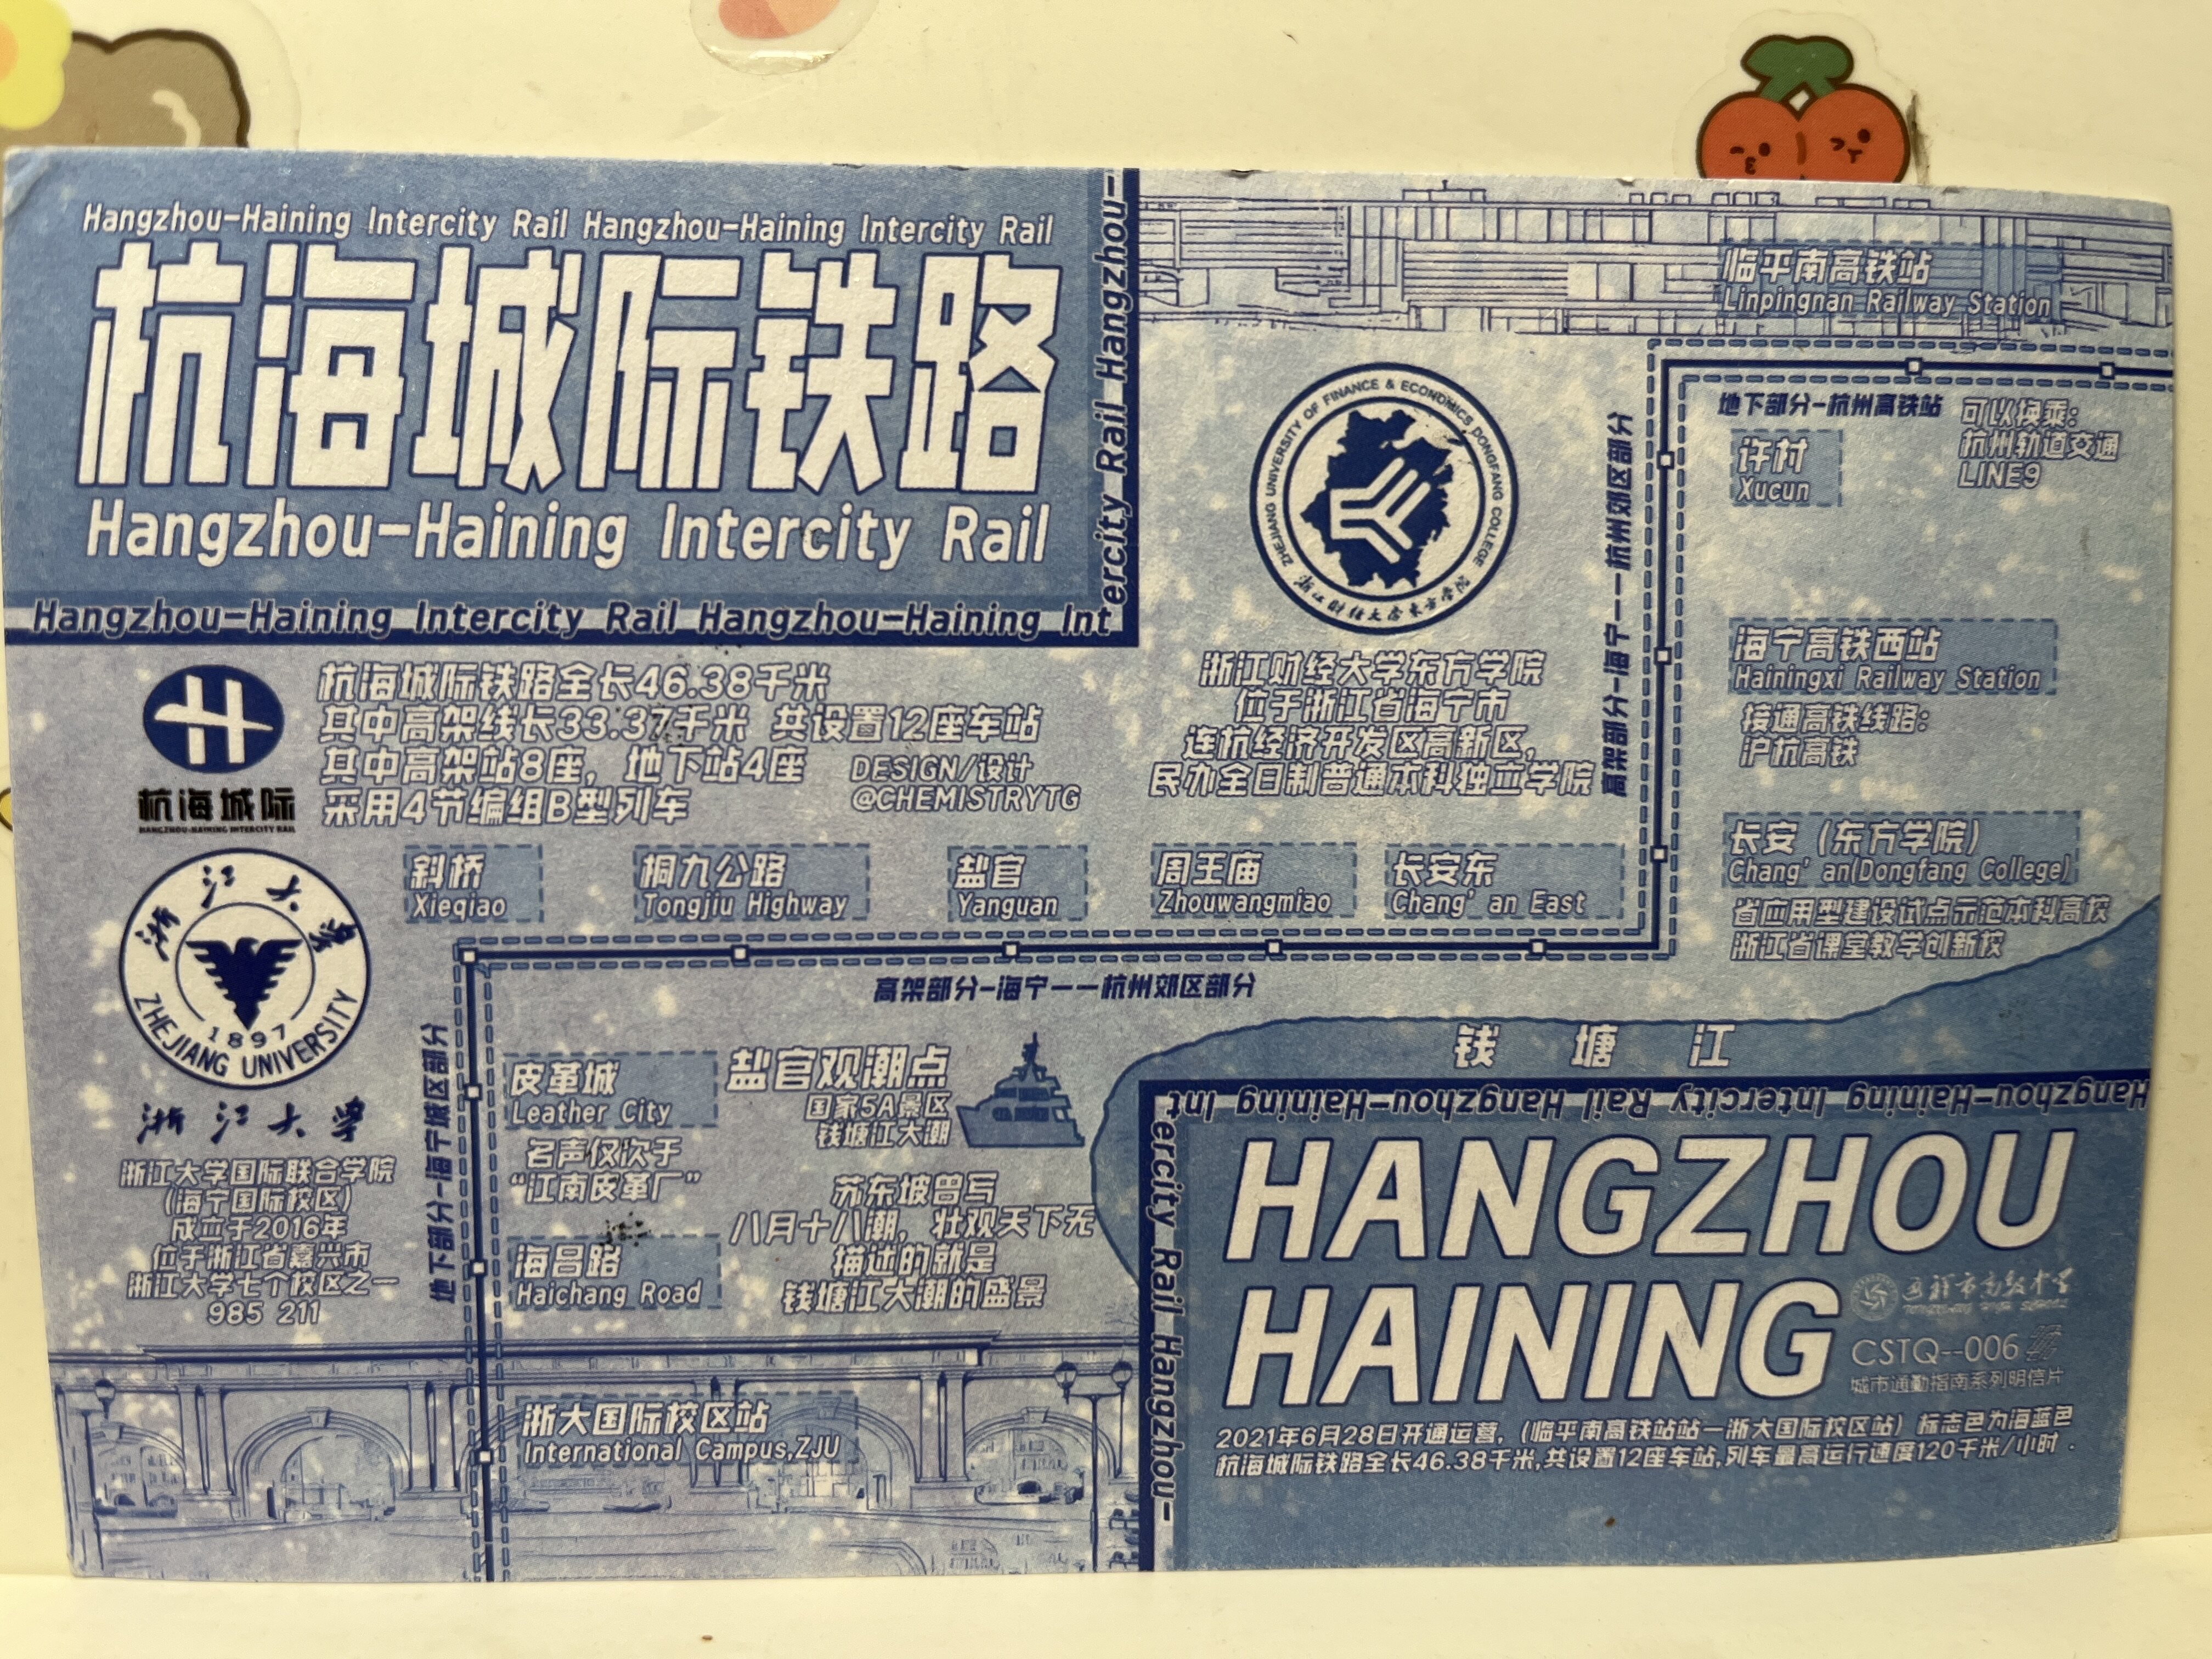 Hangzhou-Haining Intercity Rail Hangzhou-Haining Intercity Rail
杭海城际铁路
Hangzhou-Haining Intercity Rail
Hangzhou-Haining Intercity Rail Hangzhou-Haining Int
ercity Rail Hangzhou-
杭海城际
HANGZHOU-HAINING INTERCITY RAIL
杭海城际铁路全长46.38千米
其中高架线长33.37千米 共设置12座车站
其中高架站8座，地下站4座
采用4节编组B型列车
DESIGN/设计
@CHEMISTRYTG
ZHEJIANG UNIVERSITY OF FINANCE & ECONOMICS DONGFANG COLLEGE
浙江财经大学东方学院
浙江财经大学东方学院
位于浙江省海宁市
连杭经济开发区高新区，
民办全日制普通本科独立学院
临平南高铁站
Linpingnan Railway Station
地下部分-杭州高铁站
可以换乘：
杭州轨道交通
LINE9
许村
Xucun
高架部分-海宁——杭州郊区部分
海宁高铁西站
Hainingxi Railway Station
接通高铁线路：
沪杭高铁
长安（东方学院）
Chang'an(Dongfang College)
省应用型建设试点示范本科高校
浙江省课堂教学创新校
斜桥
Xieqiao
桐九公路
Tongjiu Highway
盐官
Yanguan
周王庙
Zhouwangmiao
长安东
Chang'an East
高架部分-海宁——杭州郊区部分
浙江大学
1897
ZHEJIANG UNIVERSITY
浙江大学
浙江大学国际联合学院
（海宁国际校区）
成立于2016年
位于浙江省嘉兴市
浙江大学七个校区之一
985 211
地下部分-海宁城区部分
皮革城
Leather City
名声仅次于
“江南皮革厂”
海昌路
Haichang Road
盐官观潮点
国家5A景区
钱塘江大潮
苏东坡曾写
八月十八潮，壮观天下无
描述的就是
钱塘江大潮的盛景
浙大国际校区站
International Campus,ZJU
钱塘江
Hangzhou-Haining Intercity Rail Hangzhou-Haining Int
ercity Rail Hangzhou-
HANGZHOU
HAINING
CSTQ--006
城市通勤指南系列明信片
2021年6月28日开通运营，（临平南高铁站站—浙大国际校区站）标志色为海蓝色
杭海城际铁路全长46.38千米,共设置12座车站,列车最高运行速度120千米/小时．